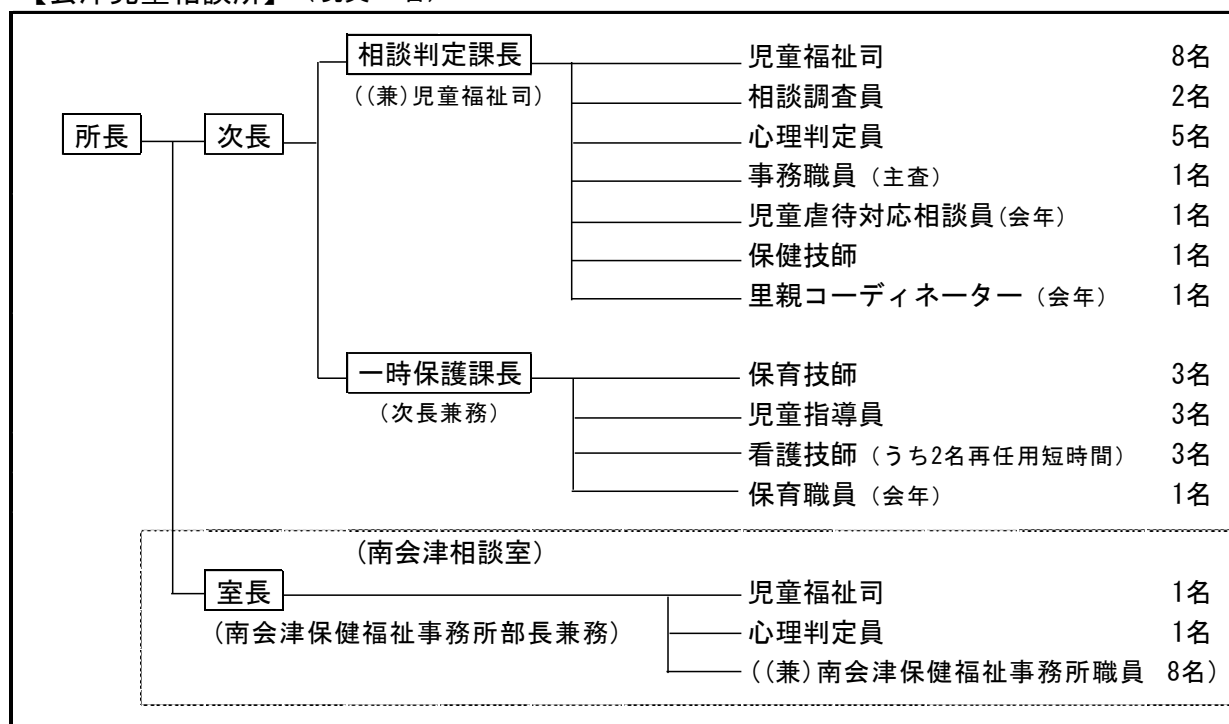 相談判定課長 児童福祉司 8名
((兼)児童福祉司) 相談調査員 2名
所長 次長 心理判定員 5名
事務職員（主査） 1名
児童虐待対応相談員(会年) 1名
保健技師 1名
里親コーディネーター（会年） 1名
一時保護課長 保育技師 3名
(次長兼務) 児童指導員 3名
看護技師（うち2名再任用短時間） 3名
保育職員（会年） 1名
(南会津相談室)
室長 児童福祉司 1名
(南会津保健福祉事務所部長兼務) 心理判定員 1名
((兼)南会津保健福祉事務所職員 8名)